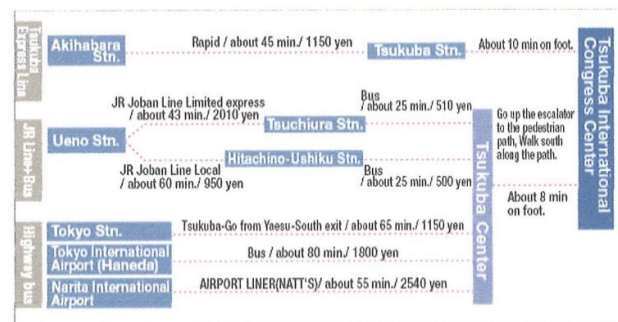 Tsukuba Express Line
Akihabara Stn.
Rapid / about 45 min./ 1150 yen
Tsukuba Stn.
About 10 min on foot.
Tsukuba International Congress Center
JR Line+Bus
Ueno Stn.
JR Joban Line Limited express
/ about 43 min./ 2010 yen
Tsuchiura Stn.
Bus
/ about 25 min./ 510 yen
JR Joban Line Local
/ about 60 min./ 950 yen
Hitachino-Ushiku Stn.
Bus
/ about 25 min./ 500 yen
Tsukuba Center
Go up the escalator
to the pedestrian
path, Walk south
along the path.
About 8 min
on foot.
Highway bus
Tokyo Stn.
Tsukuba-Go from Yaesu-South exit / about 65 min./ 1150 yen
Tokyo International
Airport (Haneda)
Bus / about 80 min./ 1800 yen
Narita International
Airport
AIRPORT LINER(NATT'S)/ about 55 min./ 2540 yen